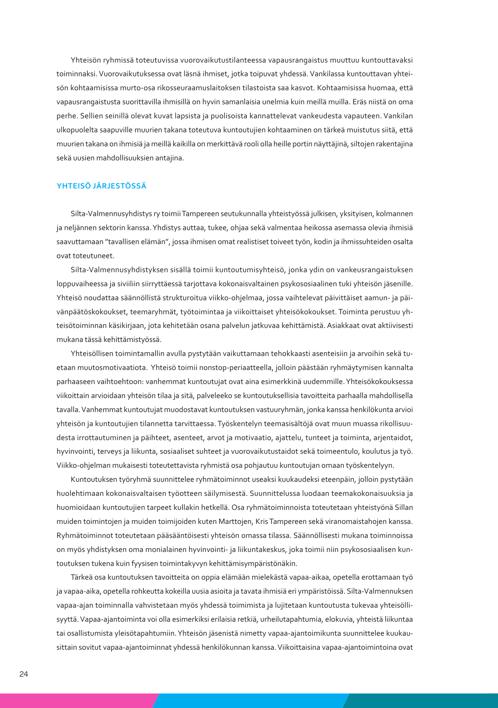 Yhteisön ryhmissä toteutuvissa vuorovaikutustilanteessa vapausrangaistus muuttuu kuntouttavaksi
toiminnaksi. Vuorovaikutuksessa ovat läsnä ihmiset, jotka toipuvat yhdessä. Vankilassa kuntouttavan yhtei-
sön kohtaamisissa murto-osa rikosseuraamuslaitoksen tilastoista saa kasvot. Kohtaamisissa huomaa, että
vapausrangaistusta suorittavilla ihmisillä on hyvin samanlaisia unelmia kuin meillä muilla. Eräs niistä on oma
perhe. Sellien seinillä olevat kuvat lapsista ja puolisoista kannattelevat vankeudesta vapauteen. Vankilan
ulkopuolelta saapuville muurien takana toteutuva kuntoutujien kohtaaminen on tärkeä muistutus siitä, että
muurien takana on ihmisiä ja meillä kaikilla on merkittävä rooli olla heille portin näyttäjinä, siltojen rakentajina
sekä uusien mahdollisuuksien antajina.
YHTEISÖ JÄRJESTÖSSÄ
Silta-Valmennusyhdistys ry toimii Tampereen seutukunnalla yhteistyössä julkisen, yksityisen, kolmannen
ja neljännen sektorin kanssa. Yhdistys auttaa, tukee, ohjaa sekä valmentaa heikossa asemassa olevia ihmisiä
saavuttamaan "tavallisen elämän", jossa ihmisen omat realistiset toiveet työn, kodin ja ihmissuhteiden osalta
ovat toteutuneet.
Silta-Valmennusyhdistyksen sisällä toimii kuntoutumisyhteisö, jonka ydin on vankeusrangaistuksen
loppuvaiheessa ja siviiliin siirryttäessä tarjottava kokonaisvaltainen psykososiaalinen tuki yhteisön jäsenille.
Yhteisö noudattaa säännöllistä strukturoitua viikko-ohjelmaa, jossa vaihtelevat päivittäiset aamun- ja päi-
vänpäätöskokoukset, teemaryhmät, työtoimintaa ja viikoittaiset yhteisökokoukset. Toiminta perustuu yh-
teisötoiminnan käsikirjaan, jota kehitetään osana palvelun jatkuvaa kehittämistä. Asiakkaat ovat aktiivisesti
mukana tässä kehittämistyössä.
Yhteisöllisen toimintamallin avulla pystytään vaikuttamaan tehokkaasti asenteisiin ja arvoihin sekä tu-
etaan muutosmotivaatiota. Yhteisö toimii nonstop-periaatteella, jolloin päästään ryhmäytymisen kannalta
parhaaseen vaihtoehtoon: vanhemmat kuntoutujat ovat aina esimerkkinä uudemmille. Yhteisökokouksessa
viikoittain arvioidaan yhteisön tilaa ja sitä, palveleeko se kuntoutuksellisia tavoitteita parhaalla mahdollisella
tavalla. Vanhemmat kuntoutujat muodostavat kuntoutuksen vastuuryhmän, jonka kanssa henkilökunta arvioi
yhteisön ja kuntoutujien tilannetta tarvittaessa. Työskentelyn teemasisältöjä ovat muun muassa rikollisuu-
desta irrottautuminen ja päihteet, asenteet, arvot ja motivaatio, ajattelu, tunteet ja toiminta, arjentaidot,
hyvinvointi, terveys ja liikunta, sosiaaliset suhteet ja vuorovaikutustaidot sekä toimeentulo, koulutus ja työ.
Viikko-ohjelman mukaisesti toteutettavista ryhmistä osa pohjautuu kuntoutujan omaan työskentelyyn.
Kuntoutuksen työryhmä suunnittelee ryhmätoiminnot useaksi kuukaudeksi eteenpäin, jolloin pystytään
huolehtimaan kokonaisvaltaisen työotteen säilymisestä. Suunnittelussa luodaan teemakokonaisuuksia ja
huomioidaan kuntoutujien tarpeet kullakin hetkellä. Osa ryhmätoiminnoista toteutetaan yhteistyönä Sillan
muiden toimintojen ja muiden toimijoiden kuten Marttojen, Kris Tampereen sekä viranomaistahojen kanssa.
Ryhmätoiminnot toteutetaan pääsääntöisesti yhteisön omassa tilassa. Säännöllisesti mukana toiminnoissa
on myös yhdistyksen oma monialainen hyvinvointi- ja liikuntakeskus, joka toimii niin psykososiaalisen kun-
toutuksen tukena kuin fyysisen toimintakyvyn kehittämisympäristönäkin.
Tärkeä osa kuntoutuksen tavoitteita on oppia elämään mielekästä vapaa-aikaa, opetella erottamaan työ
ja vapaa-aika, opetella rohkeutta kokeilla uusia asioita ja tavata ihmisiä eri ympäristöissä. Silta-Valmennuksen
vapaa-ajan toiminnalla vahvistetaan myös yhdessä toimimista ja lujitetaan kuntoutusta tukevaa yhteisölli-
syyttä. Vapaa-ajantoiminta voi olla esimerkiksi erilaisia retkiä, urheilutapahtumia, elokuvia, yhteistä liikuntaa
tai osallistumista yleisötapahtumiin. Yhteisön jäsenistä nimetty vapaa-ajantoimikunta suunnittelee kuukau-
sittain sovitut vapaa-ajantoiminnat yhdessä henkilökunnan kanssa. Viikoittaisina vapaa-ajantoimintoina ovat
24